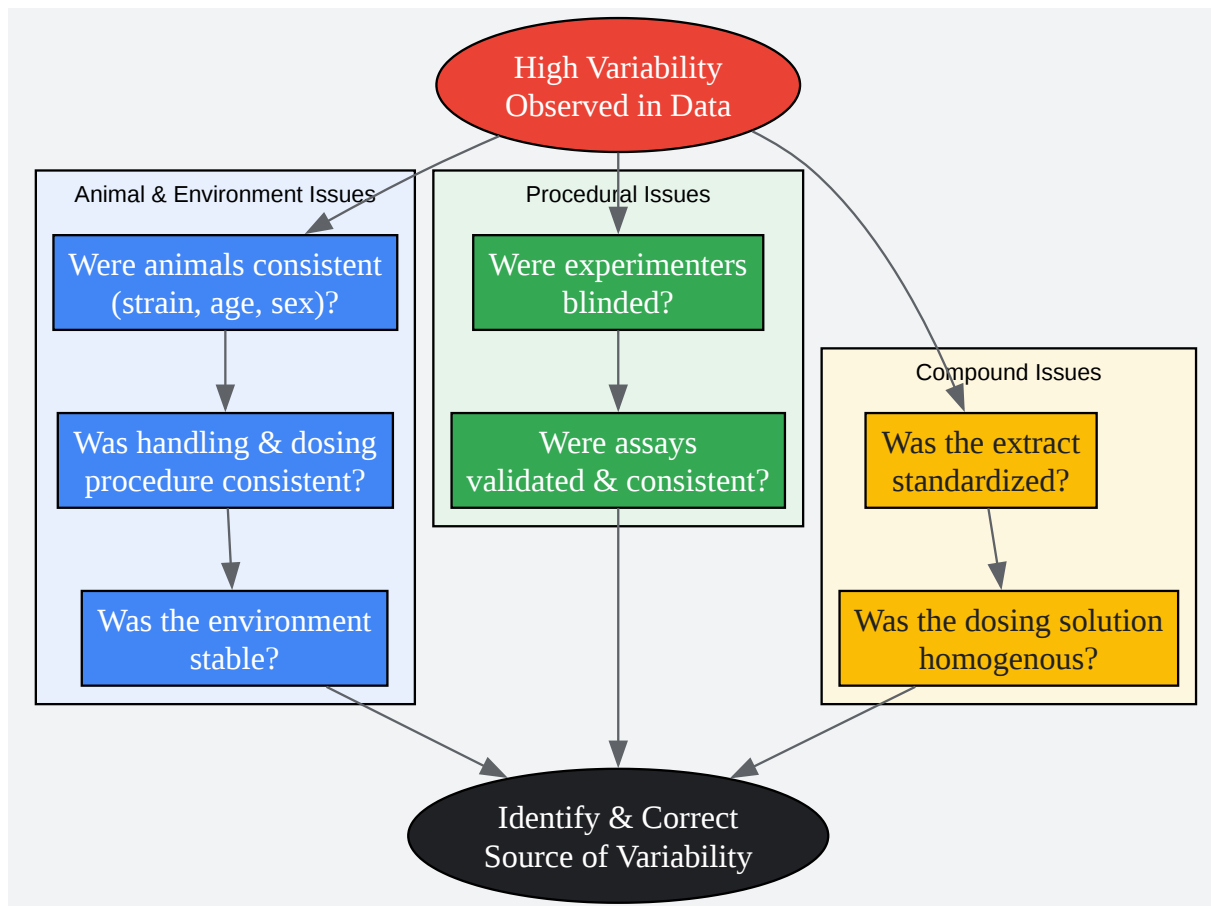 High Variability
Observed in Data
Animal & Environment Issues
Were animals consistent
(strain, age, sex)?
Was handling & dosing
procedure consistent?
Was the environment
stable?
Procedural Issues
Were experimenters
blinded?
Were assays
validated & consistent?
Compound Issues
Was the extract
standardized?
Was the dosing solution
homogenous?
Identify & Correct
Source of Variability